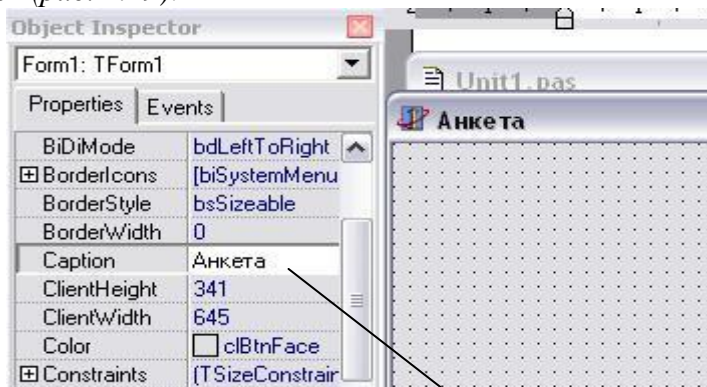 Object Inspector
Form1: TForm1
Properties Events
BiDiMode bdLeftToRight
BorderIcons [biSystemMenu
BorderStyle bsSizeable
BorderWidth 0
Caption Анкета
ClientHeight 341
ClientWidth 645
Color clBtnFace
Constraints (TSizeConstrair
Unit1.pas
Анкета